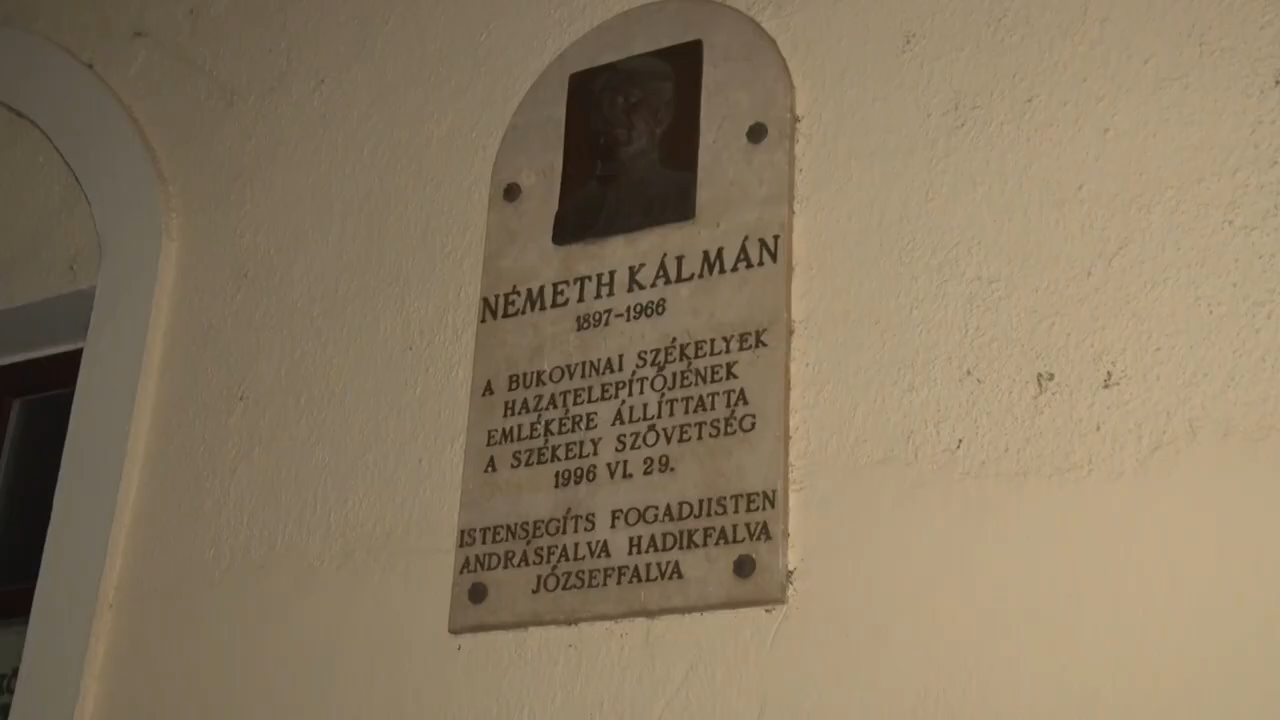 NÉMETH KÁLMÁN
1897-1966
A BUKOVINAI SZÉKELYEK
HAZATELEPÍTŐJÉNEK
EMLÉKÉRE ÁLLÍTTATTA
A SZÉKELY SZÖVETSÉG
1996 VI. 29.
ISTENSEGÍTS FOGADJISTEN
ANDRÁSFALVA HADIKFALVA
JÓZSEFFALVA